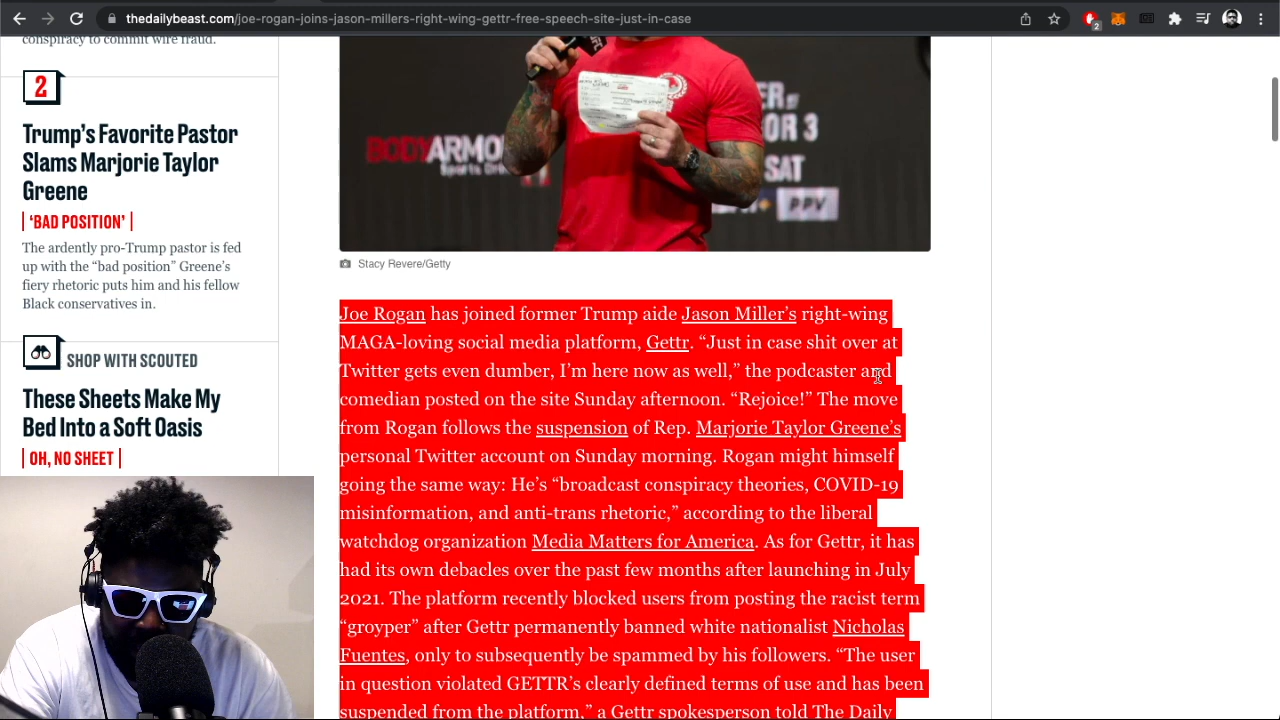 thedailybeast.com/joe-rogan-joins-jason-millers-right-wing-gettr-free-speech-site-just-in-case
2
conspiracy to commit wire fraud.
2
Trump's Favorite Pastor
Slams Marjorie Taylor
Greene
'BAD POSITION'
The ardently pro-Trump pastor is fed
up with the “bad position” Greene's
fiery rhetoric puts him and his fellow
Black conservatives in.
SHOP WITH SCOUTED
These Sheets Make My
Bed Into a Soft Oasis
OH, NO SHEET
BODYARMOR
Sports
OR 3
SAT
PPV
Stacy Revere/Getty
Joe Rogan has joined former Trump aide Jason Miller’s right-wing
MAGA-loving social media platform, Gettr. “Just in case shit over at
Twitter gets even dumber, I’m here now as well,” the podcaster and
comedian posted on the site Sunday afternoon. “Rejoice!” The move
from Rogan follows the suspension of Rep. Marjorie Taylor Greene’s
personal Twitter account on Sunday morning. Rogan might himself
going the same way: He’s “broadcast conspiracy theories, COVID-19
misinformation, and anti-trans rhetoric,” according to the liberal
watchdog organization Media Matters for America. As for Gettr, it has
had its own debacles over the past few months after launching in July
2021. The platform recently blocked users from posting the racist term
“groyper” after Gettr permanently banned white nationalist Nicholas
Fuentes, only to subsequently be spammed by his followers. “The user
in question violated GETTR’s clearly defined terms of use and has been
suspended from the platform,” a Gettr spokesperson told The Daily